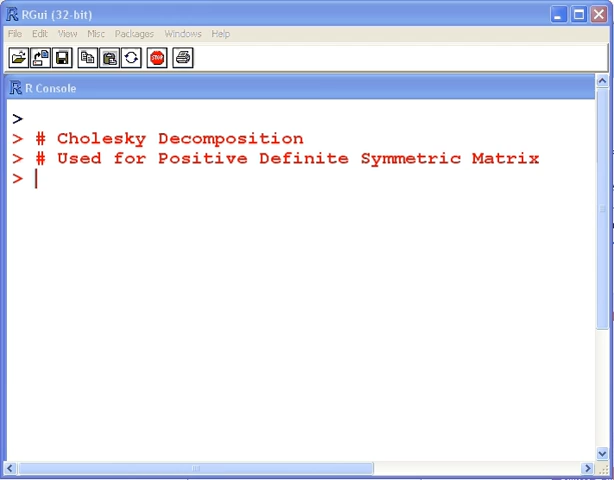 RGui (32-bit)
File Edit View Misc Packages Windows Help
STOP
R Console
>
> # Cholesky Decomposition
> # Used for Positive Definite Symmetric Matrix
>